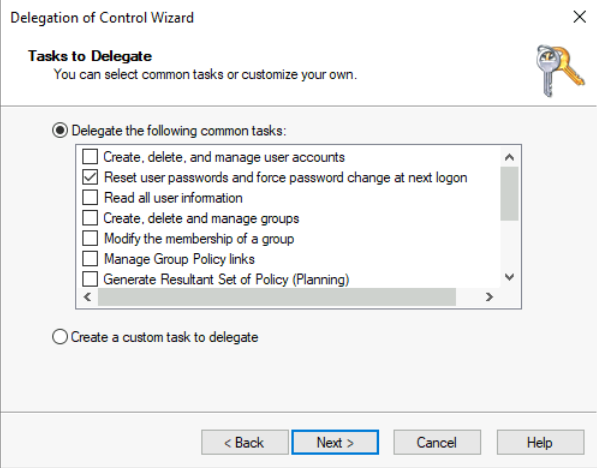 Delegation of Control Wizard
Tasks to Delegate
You can select common tasks or customize your own.
Delegate the following common tasks:
Create, delete, and manage user accounts
Reset user passwords and force password change at next logon
Read all user information
Create, delete and manage groups
Modify the membership of a group
Manage Group Policy links
Generate Resultant Set of Policy (Planning)
Create a custom task to delegate
< Back Next > Cancel Help